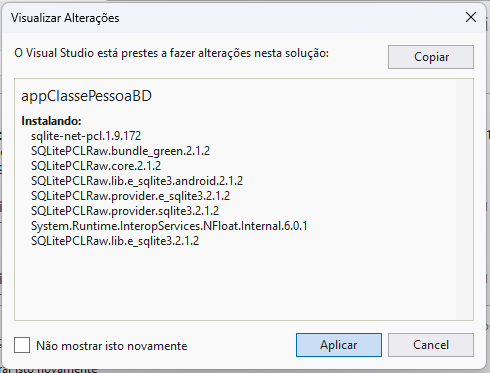 Visualizar Alterações
O Visual Studio está prestes a fazer alterações nesta solução:
Copiar
appClassePessoaBD
Instalando:
sqlite-net-pcl.1.9.172
SQLitePCLRaw.bundle_green.2.1.2
SQLitePCLRaw.core.2.1.2
SQLitePCLRaw.lib.e_sqlite3.android.2.1.2
SQLitePCLRaw.provider.e_sqlite3.2.1.2
SQLitePCLRaw.provider.sqlite3.2.1.2
System.Runtime.InteropServices.NFloat.Internal.6.0.1
SQLitePCLRaw.lib.e_sqlite3.2.1.2
Não mostrar isto novamente
Aplicar
Cancel
rar isto novamente